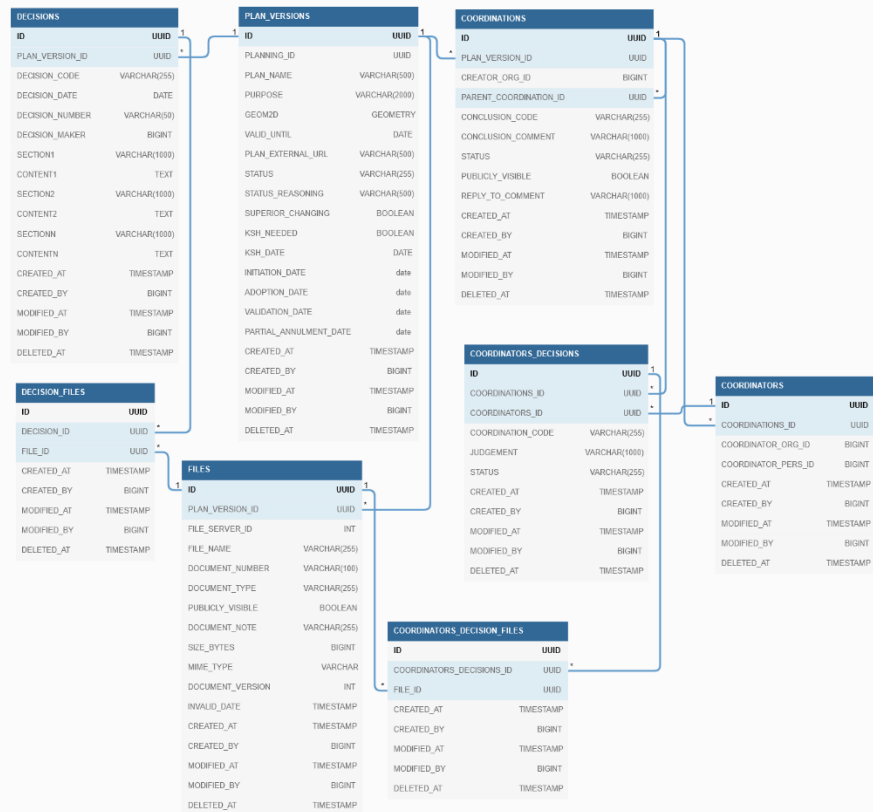 DECISIONS
ID UUID 1
PLAN_VERSION_ID UUID *
DECISION_CODE VARCHAR(255)
DECISION_DATE DATE
DECISION_NUMBER VARCHAR(50)
DECISION_MAKER BIGINT
SECTION1 VARCHAR(1000)
CONTENT1 TEXT
SECTION2 VARCHAR(1000)
CONTENT2 TEXT
SECTIONN VARCHAR(1000)
CONTENTN TEXT
CREATED_AT TIMESTAMP
CREATED_BY BIGINT
MODIFIED_AT TIMESTAMP
MODIFIED_BY BIGINT
DELETED_AT TIMESTAMP
PLAN_VERSIONS
1 ID UUID 1
PLANNING_ID UUID
PLAN_NAME VARCHAR(500)
PURPOSE VARCHAR(2000)
GEOM2D GEOMETRY
VALID_UNTIL DATE
PLAN_EXTERNAL_URL VARCHAR(500)
STATUS VARCHAR(255)
STATUS_REASONING VARCHAR(500)
SUPERIOR_CHANGING BOOLEAN
KSH_NEEDED BOOLEAN
KSH_DATE DATE
INITIATION_DATE date
ADOPTION_DATE date
VALIDATION_DATE date
PARTIAL_ANNULMENT_DATE date
CREATED_AT TIMESTAMP
CREATED_BY BIGINT
MODIFIED_AT TIMESTAMP
MODIFIED_BY BIGINT
DELETED_AT TIMESTAMP
COORDINATIONS
ID UUID 1
* PLAN_VERSION_ID UUID
CREATOR_ORG_ID BIGINT
PARENT_COORDINATION_ID UUID *
CONCLUSION_CODE VARCHAR(255)
CONCLUSION_COMMENT VARCHAR(1000)
STATUS VARCHAR(255)
PUBLICLY_VISIBLE BOOLEAN
REPLY_TO_COMMENT VARCHAR(1000)
CREATED_AT TIMESTAMP
CREATED_BY BIGINT
MODIFIED_AT TIMESTAMP
MODIFIED_BY BIGINT
DELETED_AT TIMESTAMP
COORDINATORS_DECISIONS
ID UUID 1
COORDINATIONS_ID UUID *
COORDINATORS_ID UUID *
COORDINATION_CODE VARCHAR(255)
JUDGEMENT VARCHAR(1000)
STATUS VARCHAR(255)
CREATED_AT TIMESTAMP
CREATED_BY BIGINT
MODIFIED_AT TIMESTAMP
MODIFIED_BY BIGINT
DELETED_AT TIMESTAMP
COORDINATORS
1 ID UUID
* COORDINATIONS_ID UUID
COORDINATOR_ORG_ID BIGINT
COORDINATOR_PERS_ID BIGINT
CREATED_AT TIMESTAMP
CREATED_BY BIGINT
MODIFIED_AT TIMESTAMP
MODIFIED_BY BIGINT
DELETED_AT TIMESTAMP
DECISION_FILES
ID UUID
DECISION_ID UUID *
FILE_ID UUID *
CREATED_AT TIMESTAMP
CREATED_BY BIGINT
MODIFIED_AT TIMESTAMP
MODIFIED_BY BIGINT
DELETED_AT TIMESTAMP
FILES
1 ID UUID 1
PLAN_VERSION_ID UUID *
FILE_SERVER_ID INT
FILE_NAME VARCHAR(255)
DOCUMENT_NUMBER VARCHAR(100)
DOCUMENT_TYPE VARCHAR(255)
PUBLICLY_VISIBLE BOOLEAN
DOCUMENT_NOTE VARCHAR(255)
SIZE_BYTES BIGINT
MIME_TYPE VARCHAR
DOCUMENT_VERSION INT
INVALID_DATE TIMESTAMP
CREATED_AT TIMESTAMP
CREATED_BY BIGINT
MODIFIED_AT TIMESTAMP
MODIFIED_BY BIGINT
DELETED_AT TIMESTAMP
COORDINATORS_DECISION_FILES
ID UUID
COORDINATORS_DECISIONS_ID UUID *
* FILE_ID UUID
CREATED_AT TIMESTAMP
CREATED_BY BIGINT
MODIFIED_AT TIMESTAMP
MODIFIED_BY BIGINT
DELETED_AT TIMESTAMP